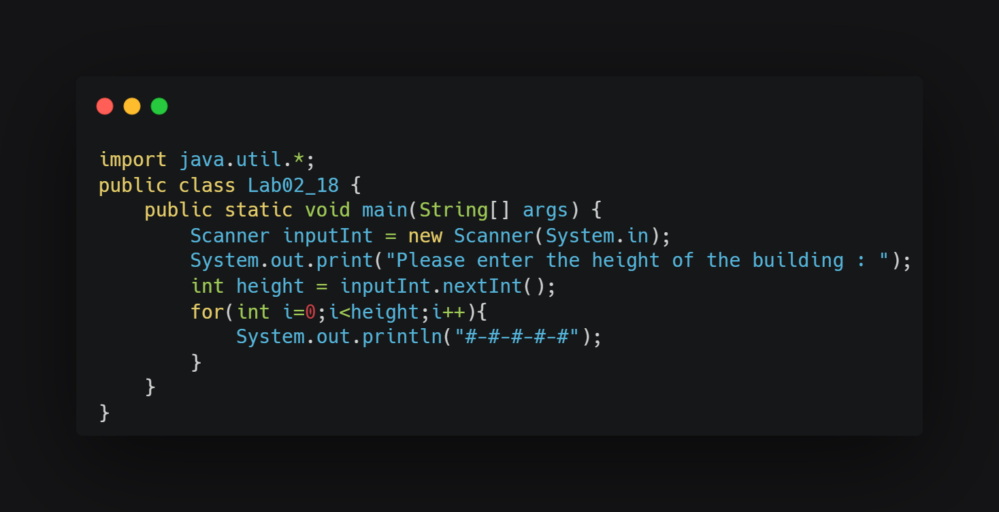 import java.util.*;
public class Lab02_18 {
    public static void main(String[] args) {
        Scanner inputInt = new Scanner(System.in);
        System.out.print("Please enter the height of the building : ");
        int height = inputInt.nextInt();
        for(int i=0;i<height;i++){
            System.out.println("#-#-#-#-#");
        }
    }
}